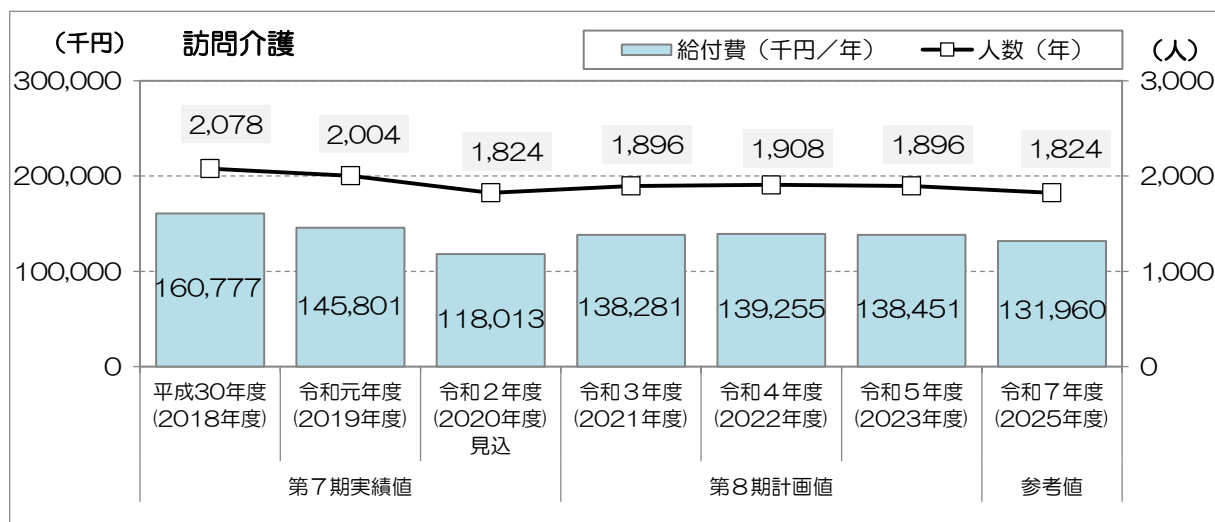 （千円） 訪問介護 給付費（千円／年） 人数（年） （人）
300,000 3,000
2,078 2,004 1,824 1,896 1,908 1,896 1,824
200,000 2,000
100,000 1,000
160,777 145,801 118,013 138,281 139,255 138,451 131,960
0 0
平成30年度 令和元年度 令和２年度 令和３年度 令和４年度 令和５年度 令和７年度
(2018年度) (2019年度) (2020年度) (2021年度) (2022年度) (2023年度) (2025年度)
見込
第７期実績値 第８期計画値 参考値